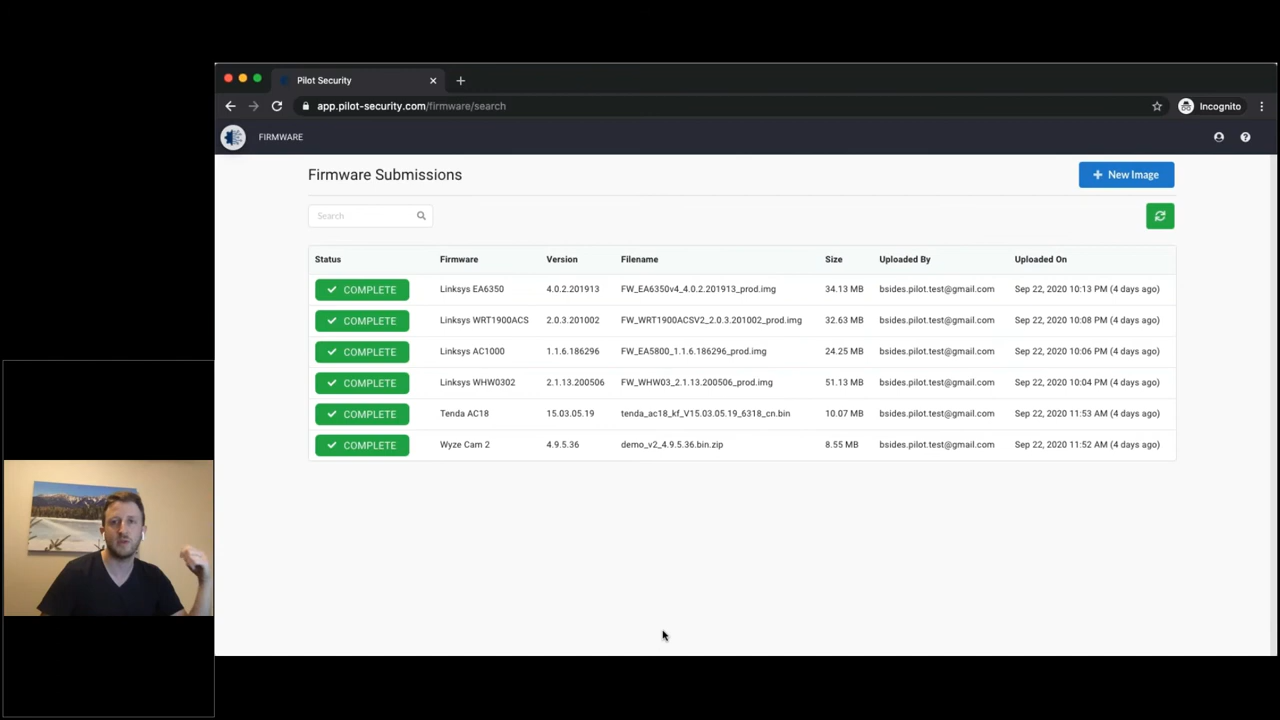 Pilot Security
app.pilot-security.com/firmware/search
Incognito
FIRMWARE
Firmware Submissions
New Image
Search
Status Firmware Version Filename Size Uploaded By Uploaded On
COMPLETE Linksys EA6350 4.0.2.201913 FW_EA6350v4_4.0.2.201913_prod.img 34.13 MB bsides.pilot.test@gmail.com Sep 22, 2020 10:13 PM (4 days ago)
COMPLETE Linksys WRT1900ACS 2.0.3.201002 FW_WRT1900ACSV2_2.0.3.201002_prod.img 32.63 MB bsides.pilot.test@gmail.com Sep 22, 2020 10:08 PM (4 days ago)
COMPLETE Linksys AC1000 1.1.6.186296 FW_EA5800_1.1.6.186296_prod.img 24.25 MB bsides.pilot.test@gmail.com Sep 22, 2020 10:06 PM (4 days ago)
COMPLETE Linksys WHW0302 2.1.13.200506 FW_WHW03_2.1.13.200506_prod.img 51.13 MB bsides.pilot.test@gmail.com Sep 22, 2020 10:04 PM (4 days ago)
COMPLETE Tenda AC18 15.03.05.19 tenda_ac18_kf_V15.03.05.19_6318_cn.bin 10.07 MB bsides.pilot.test@gmail.com Sep 22, 2020 11:53 AM (4 days ago)
COMPLETE Wyze Cam 2 4.9.5.36 demo_v2_4.9.5.36.bin.zip 8.55 MB bsides.pilot.test@gmail.com Sep 22, 2020 11:52 AM (4 days ago)